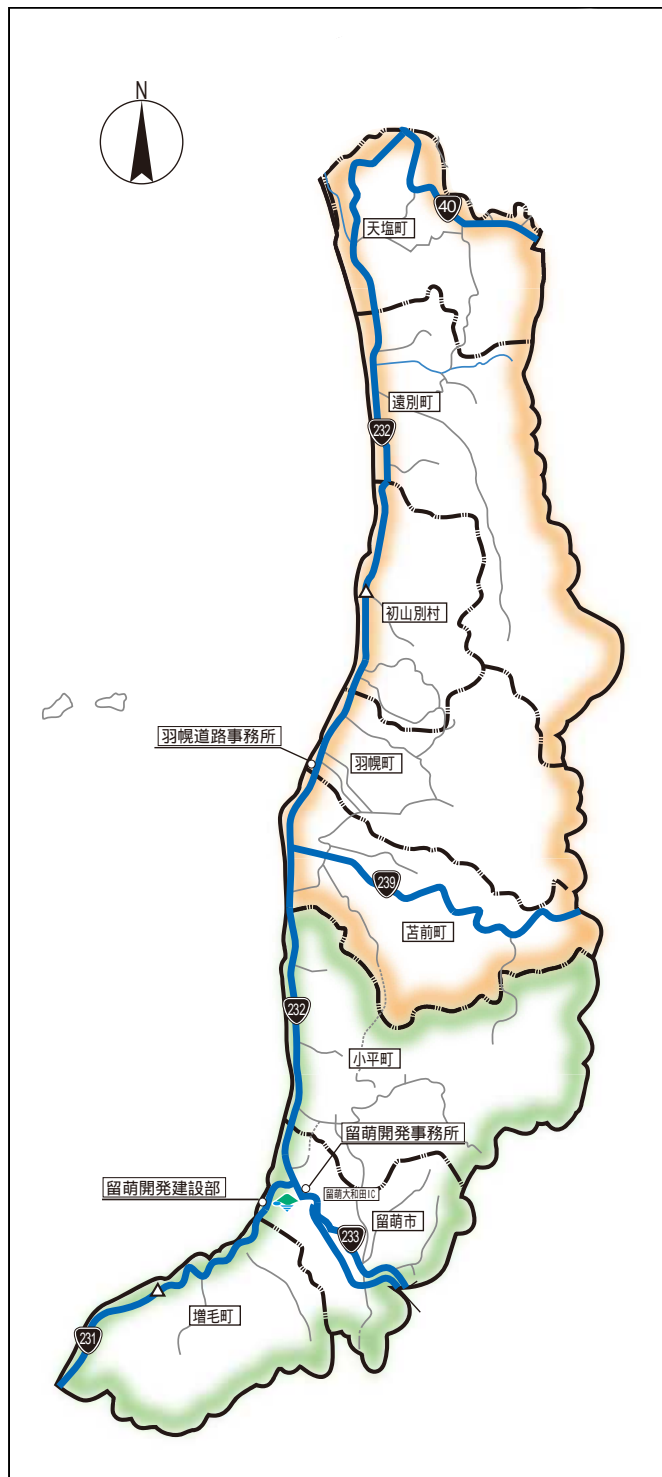 N
40
天塩町
遠別町
232
初山別村
羽幌道路事務所
羽幌町
239
苫前町
232
小平町
留萌開発事務所
留萌開発建設部
留萌大和田IC
留萌市
233
増毛町
231